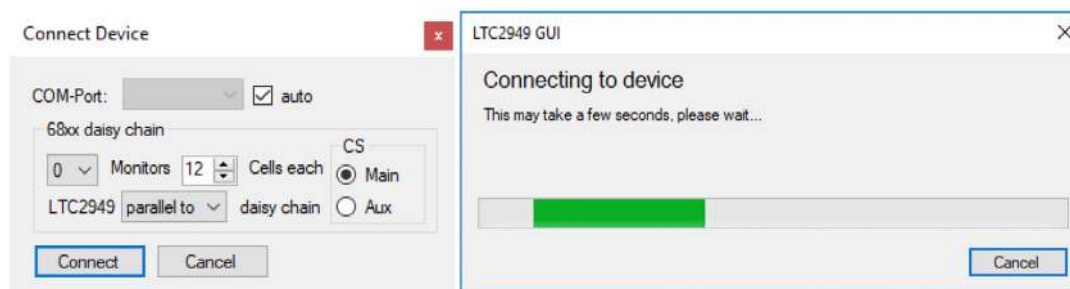 Connect Device
x
COM-Port: auto
68xx daisy chain
CS
0 Monitors 12 Cells each
Main
LTC2949 parallel to daisy chain
Aux
Connect Cancel
LTC2949 GUI
Connecting to device
This may take a few seconds, please wait...
Cancel